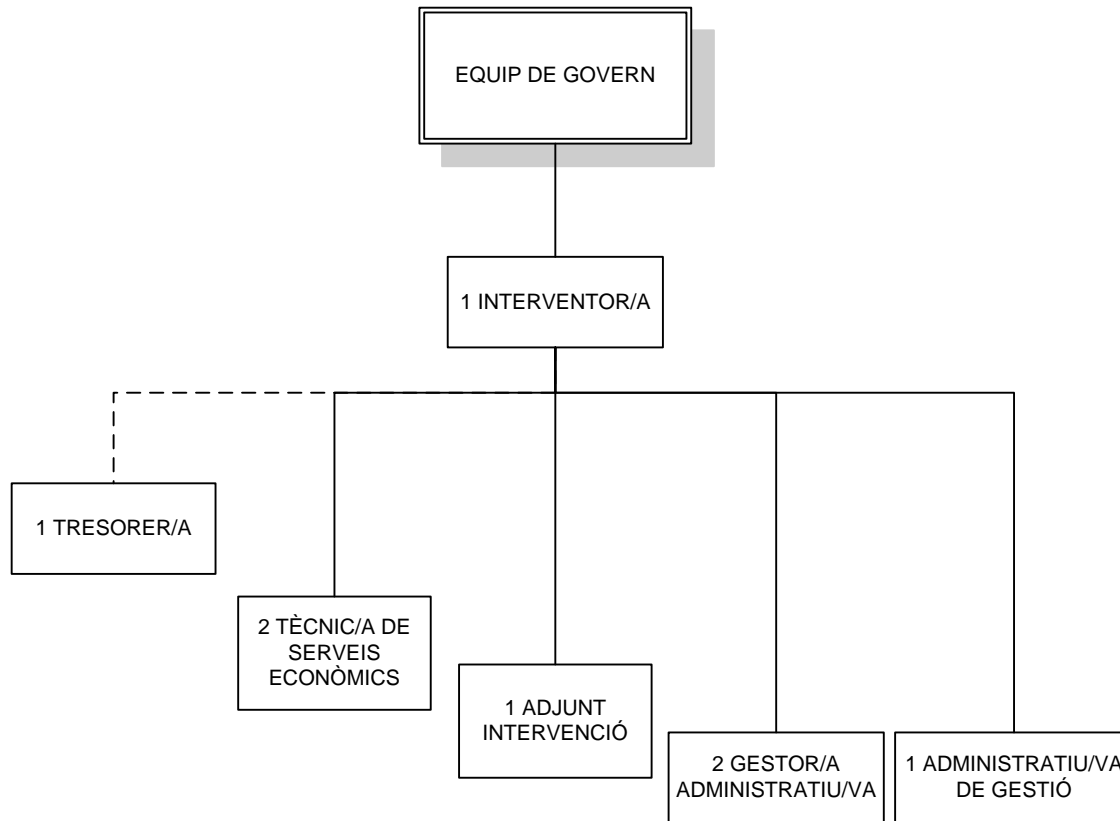 EQUIP DE GOVERN
1 INTERVENTOR/A
1 TRESORER/A
2 TÈCNIC/A DE
SERVEIS
ECONÒMICS
1 ADJUNT
INTERVENCIÓ
2 GESTOR/A
ADMINISTRATIU/VA
1 ADMINISTRATIU/VA
DE GESTIÓ